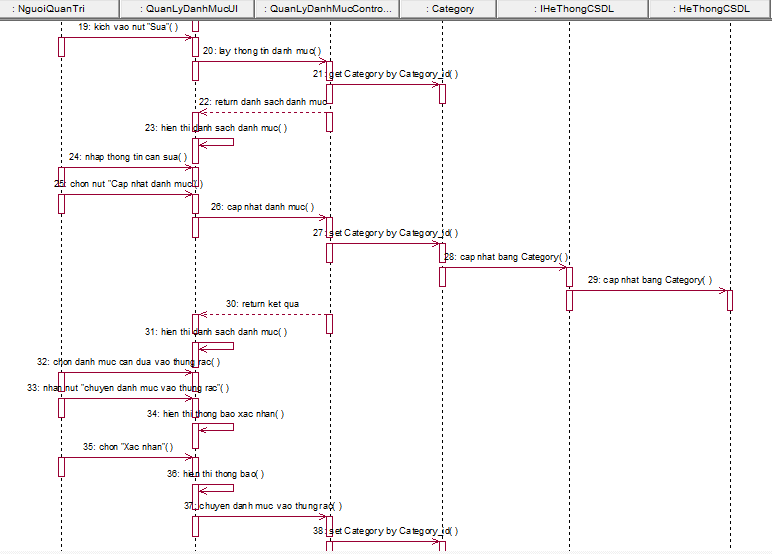 : NguoiQuanTri
: QuanLyDanhMucUI
: QuanLyDanhMucContro...
: Category
: IHeThongCSDL
: HeThongCSDL
19: kich vao nut "Sua"( )
20: lay thong tin danh muc( )
21: get Category by Category_id( )
22: return danh sach danh muc
23: hien thi danh sach danh muc( )
24: nhap thong tin can sua( )
25: chon nut "Cap nhat danh muc"( )
26: cap nhat danh muc( )
27: set Category by Category_id( )
28: cap nhat bang Category( )
29: cap nhat bang Category( )
30: return ket qua
31: hien thi danh sach danh muc( )
32: chon danh muc can dua vao thung rac( )
33: nhan nut "chuyen danh muc vao thung rac"( )
34: hien thi thong bao xac nhan( )
35: chon "Xac nhan"( )
36: hien thi thong bao( )
37: chuyen danh muc vao thung rac( )
38: set Category by Category_id( )